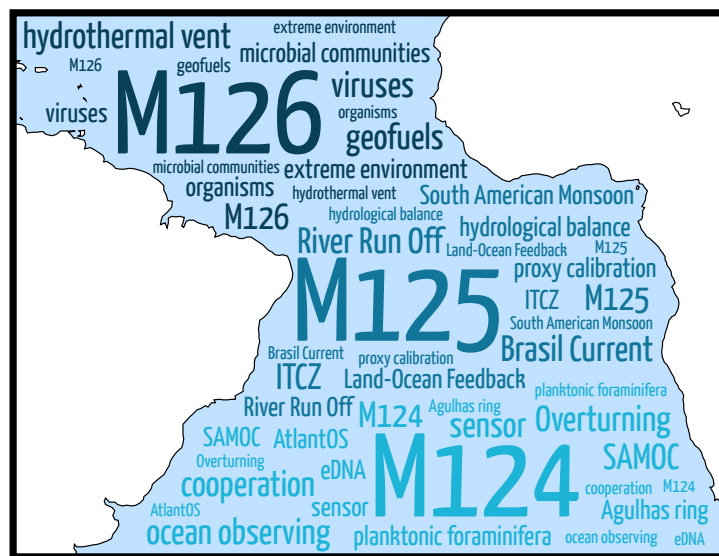 extreme environment
hydrothermal vent
microbial communities
M126
geofuels
viruses
M126
viruses
organisms
geofuels
microbial communities
extreme environment
organisms
hydrothermal vent
South American Monsoon
M126
hydrological balance
hydrological balance
River Run Off
Land-Ocean Feedback
M125
proxy calibration
M125
ITCZ
M125
South American Monsoon
Brasil Current
Brasil Current
proxy calibration
ITCZ
Land-Ocean Feedback
planktonic foraminifera
River Run Off
M124
Agulhas ring
sensor
Overturning
SAMOC
AtlantOS
SAMOC
Overturning
eDNA
M124
cooperation
cooperation
M124
sensor
AtlantOS
Agulhas ring
ocean observing
planktonic foraminifera
ocean observing
eDNA